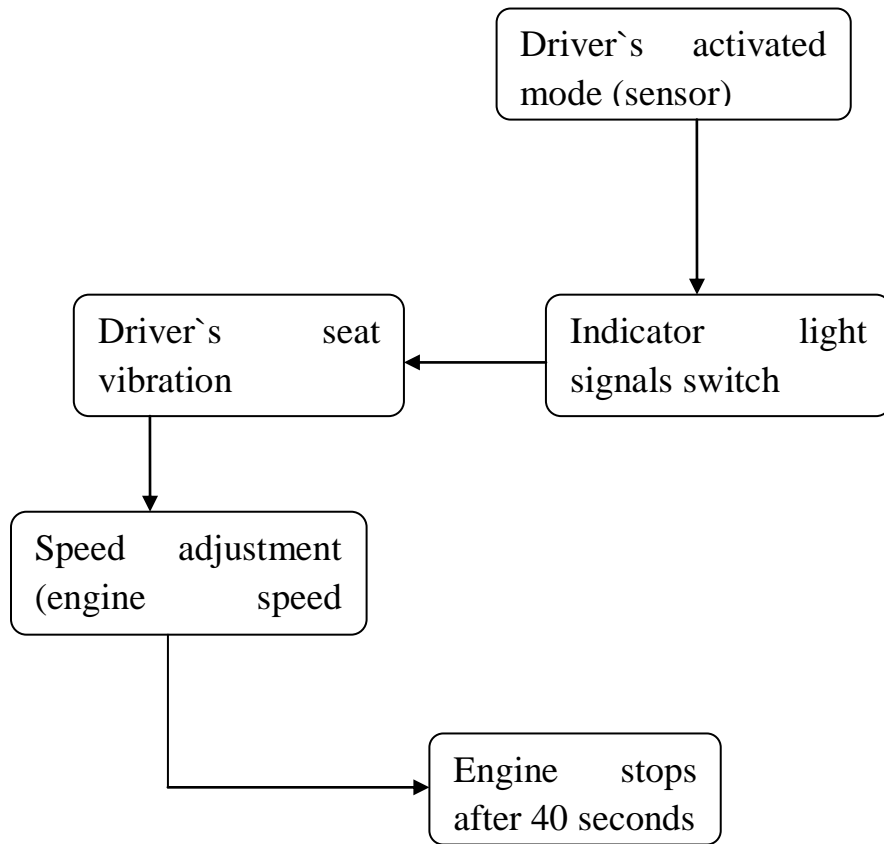 Driver`s activated
mode (sensor)
Driver`s seat
vibration
Indicator light
signals switch
Speed adjustment
(engine speed
Engine stops
after 40 seconds